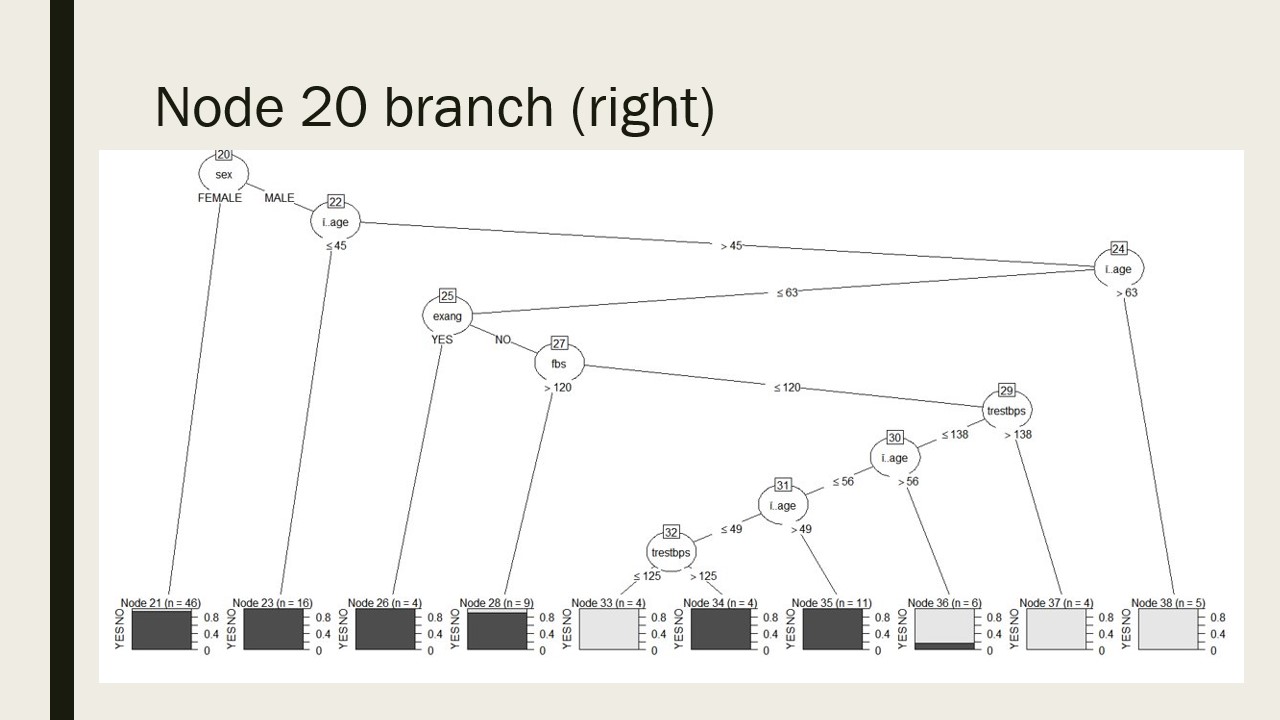 Node 20 branch (right)
20
sex
FEMALE MALE
22
i..age
≤ 45 > 45
24
i..age
≤ 63 > 63
25
exang
YES NO
27
fbs
> 120 ≤ 120
29
trestbps
≤ 138 > 138
30
i..age
≤ 56 > 56
31
i..age
≤ 49 > 49
32
trestbps
≤ 125 > 125
Node 21 (n = 46)
YES NO
0.8
0.4
0
Node 23 (n = 16)
YES NO
0.8
0.4
0
Node 26 (n = 4)
YES NO
0.8
0.4
0
Node 28 (n = 9)
YES NO
0.8
0.4
0
Node 33 (n = 4)
YES NO
0.8
0.4
0
Node 34 (n = 4)
YES NO
0.8
0.4
0
Node 35 (n = 11)
YES NO
0.8
0.4
0
Node 36 (n = 6)
YES NO
0.8
0.4
0
Node 37 (n = 4)
YES NO
0.8
0.4
0
Node 38 (n = 5)
YES NO
0.8
0.4
0